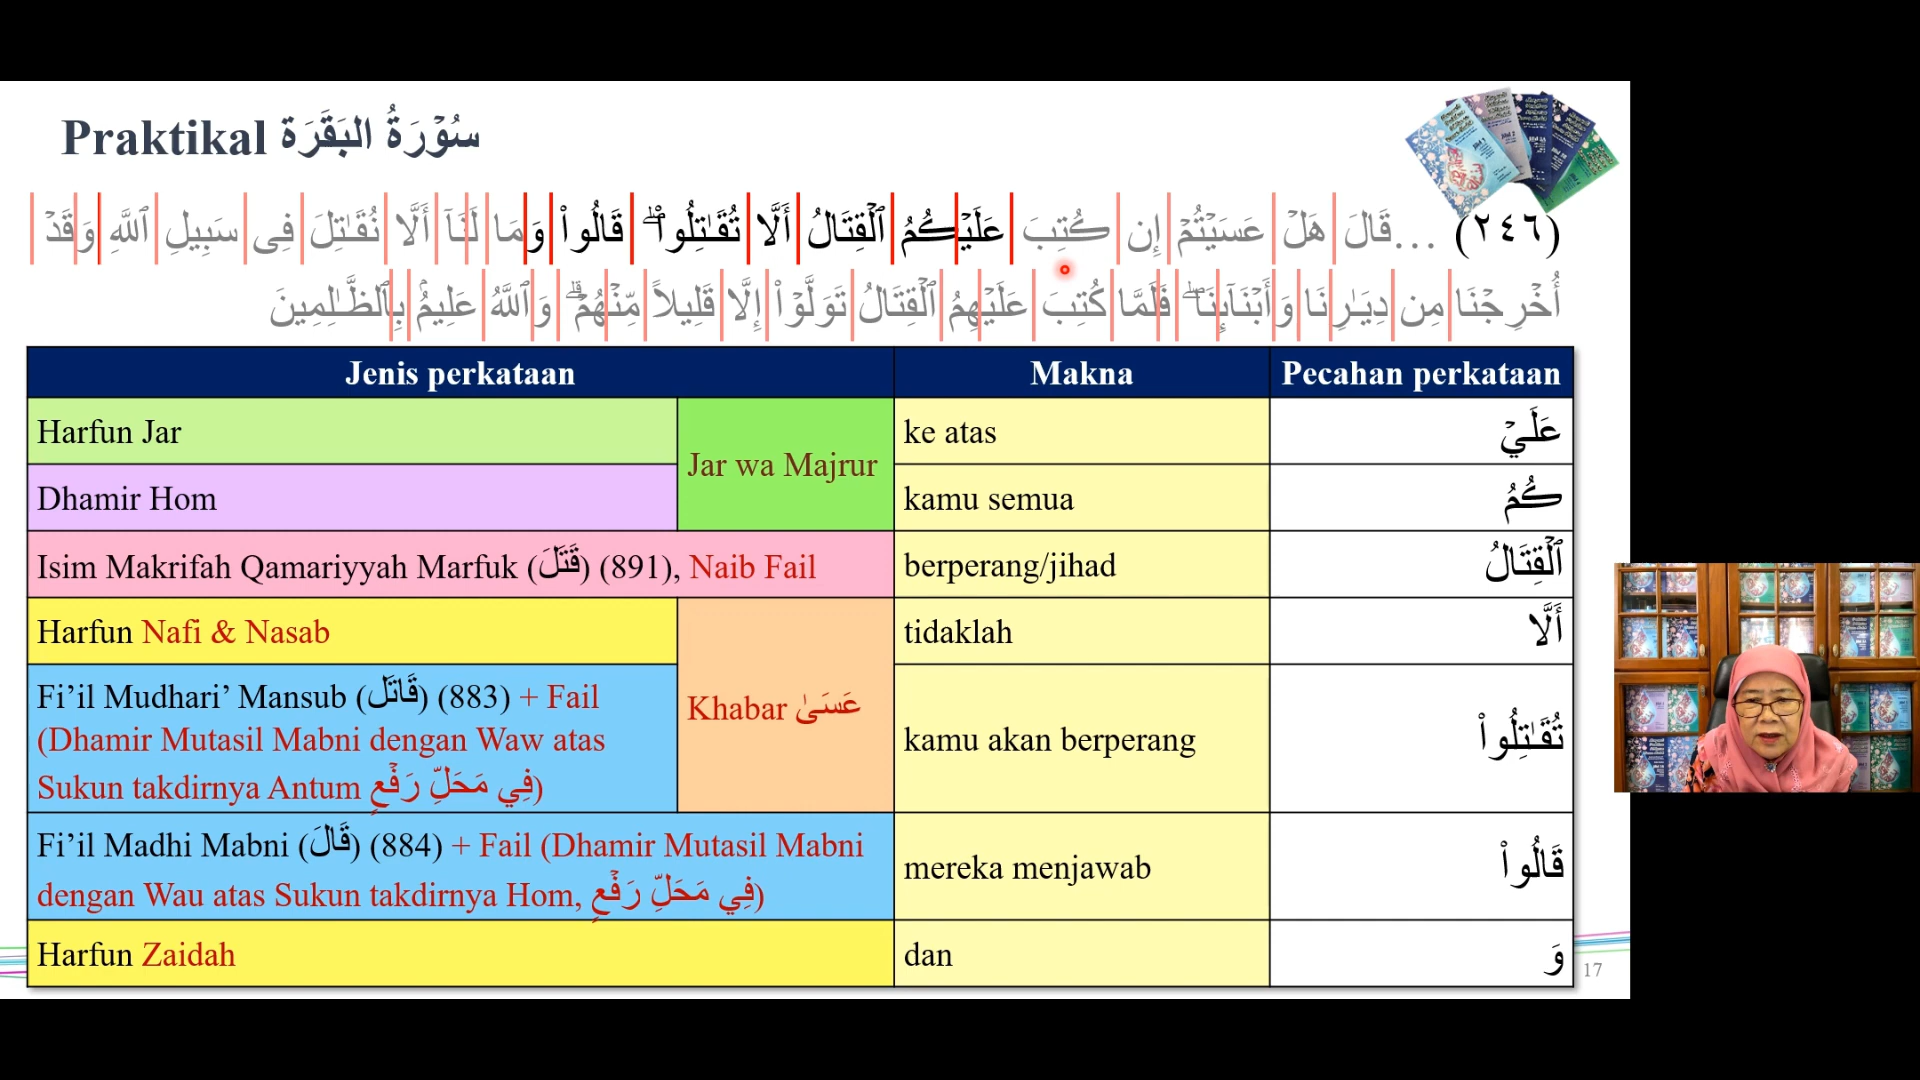 Praktikal سُوْرَةُ البَقَرَة
(٢٤٦) ...قَالَ هَلْ عَسَيْتُمْ إِن كُتِبَ عَلَيْكُمُ ٱلْقِتَالُ أَلَّا تُقَـٰتِلُوا۟ ۖ قَالُوا۟ وَمَا لَنَآ أَلَّا نُقَـٰتِلَ فِى سَبِيلِ ٱللَّهِ وَقَدْ
أُخْرِجْنَا مِن دِيَـٰرِنَا وَأَبْنَآئِنَا ۖ فَلَمَّا كُتِبَ عَلَيْهِمُ ٱلْقِتَالُ تَوَلَّوْا۟ إِلَّا قَلِيلاً مِّنْهُمْ ۗ وَٱللَّهُ عَلِيمٌۢ بِٱلظَّـٰلِمِينَ
Jenis perkataan Makna Pecahan perkataan
Harfun Jar Jar wa Majrur ke atas عَلَيْ
Dhamir Hom kamu semua كُمُ
Isim Makrifah Qamariyyah Marfuk (قَتَلَ) (891), Naib Fail berperang/jihad ٱلْقِتَالُ
Harfun Nafi & Nasab tidaklah أَلَّا
Fi’il Mudhari’ Mansub (قَاتَلَ) (883) + Fail
(Dhamir Mutasil Mabni dengan Waw atas
Sukun takdirnya Antum فِي مَحَلِّ رَفْعٍ)
Khabar عَسَىٰ
kamu akan berperang
تُقَـٰتِلُوا۟
Fi’il Madhi Mabni (قَالَ) (884) + Fail (Dhamir Mutasil Mabni
dengan Wau atas Sukun takdirnya Hom, فِي مَحَلِّ رَفْعٍ)
mereka menjawab
قَالُوا۟
Harfun Zaidah dan وَ
17